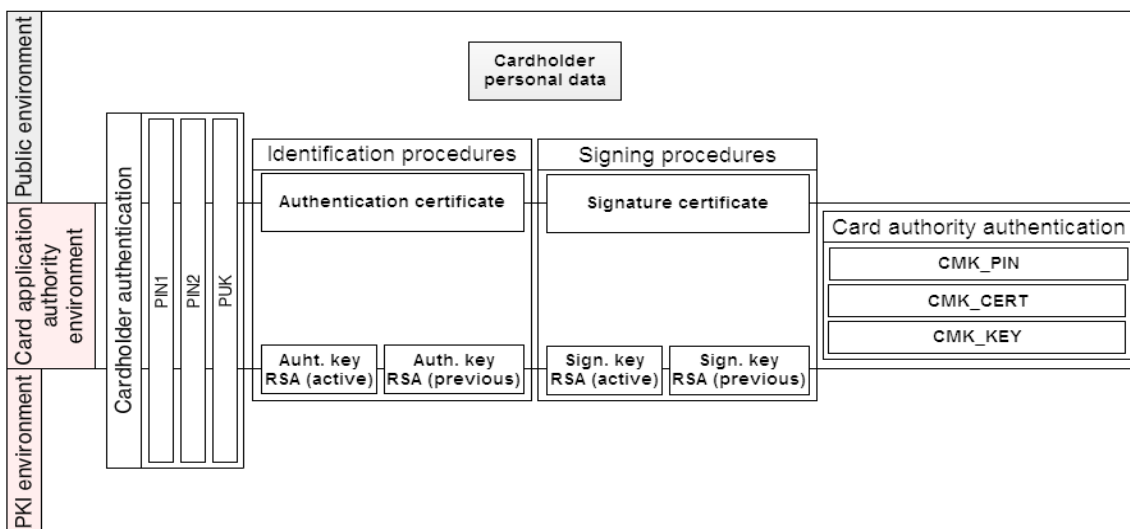 Public environment
Card application
authority
environment
PKI environment
Cardholder
personal data
Cardholder authentication
PIN1
PIN2
PUK
Identification procedures
Authentication certificate
Auht. key
RSA (active)
Auth. key
RSA (previous)
Signing procedures
Signature certificate
Sign. key
RSA (active)
Sign. key
RSA (previous)
Card authority authentication
CMK_PIN
CMK_CERT
CMK_KEY